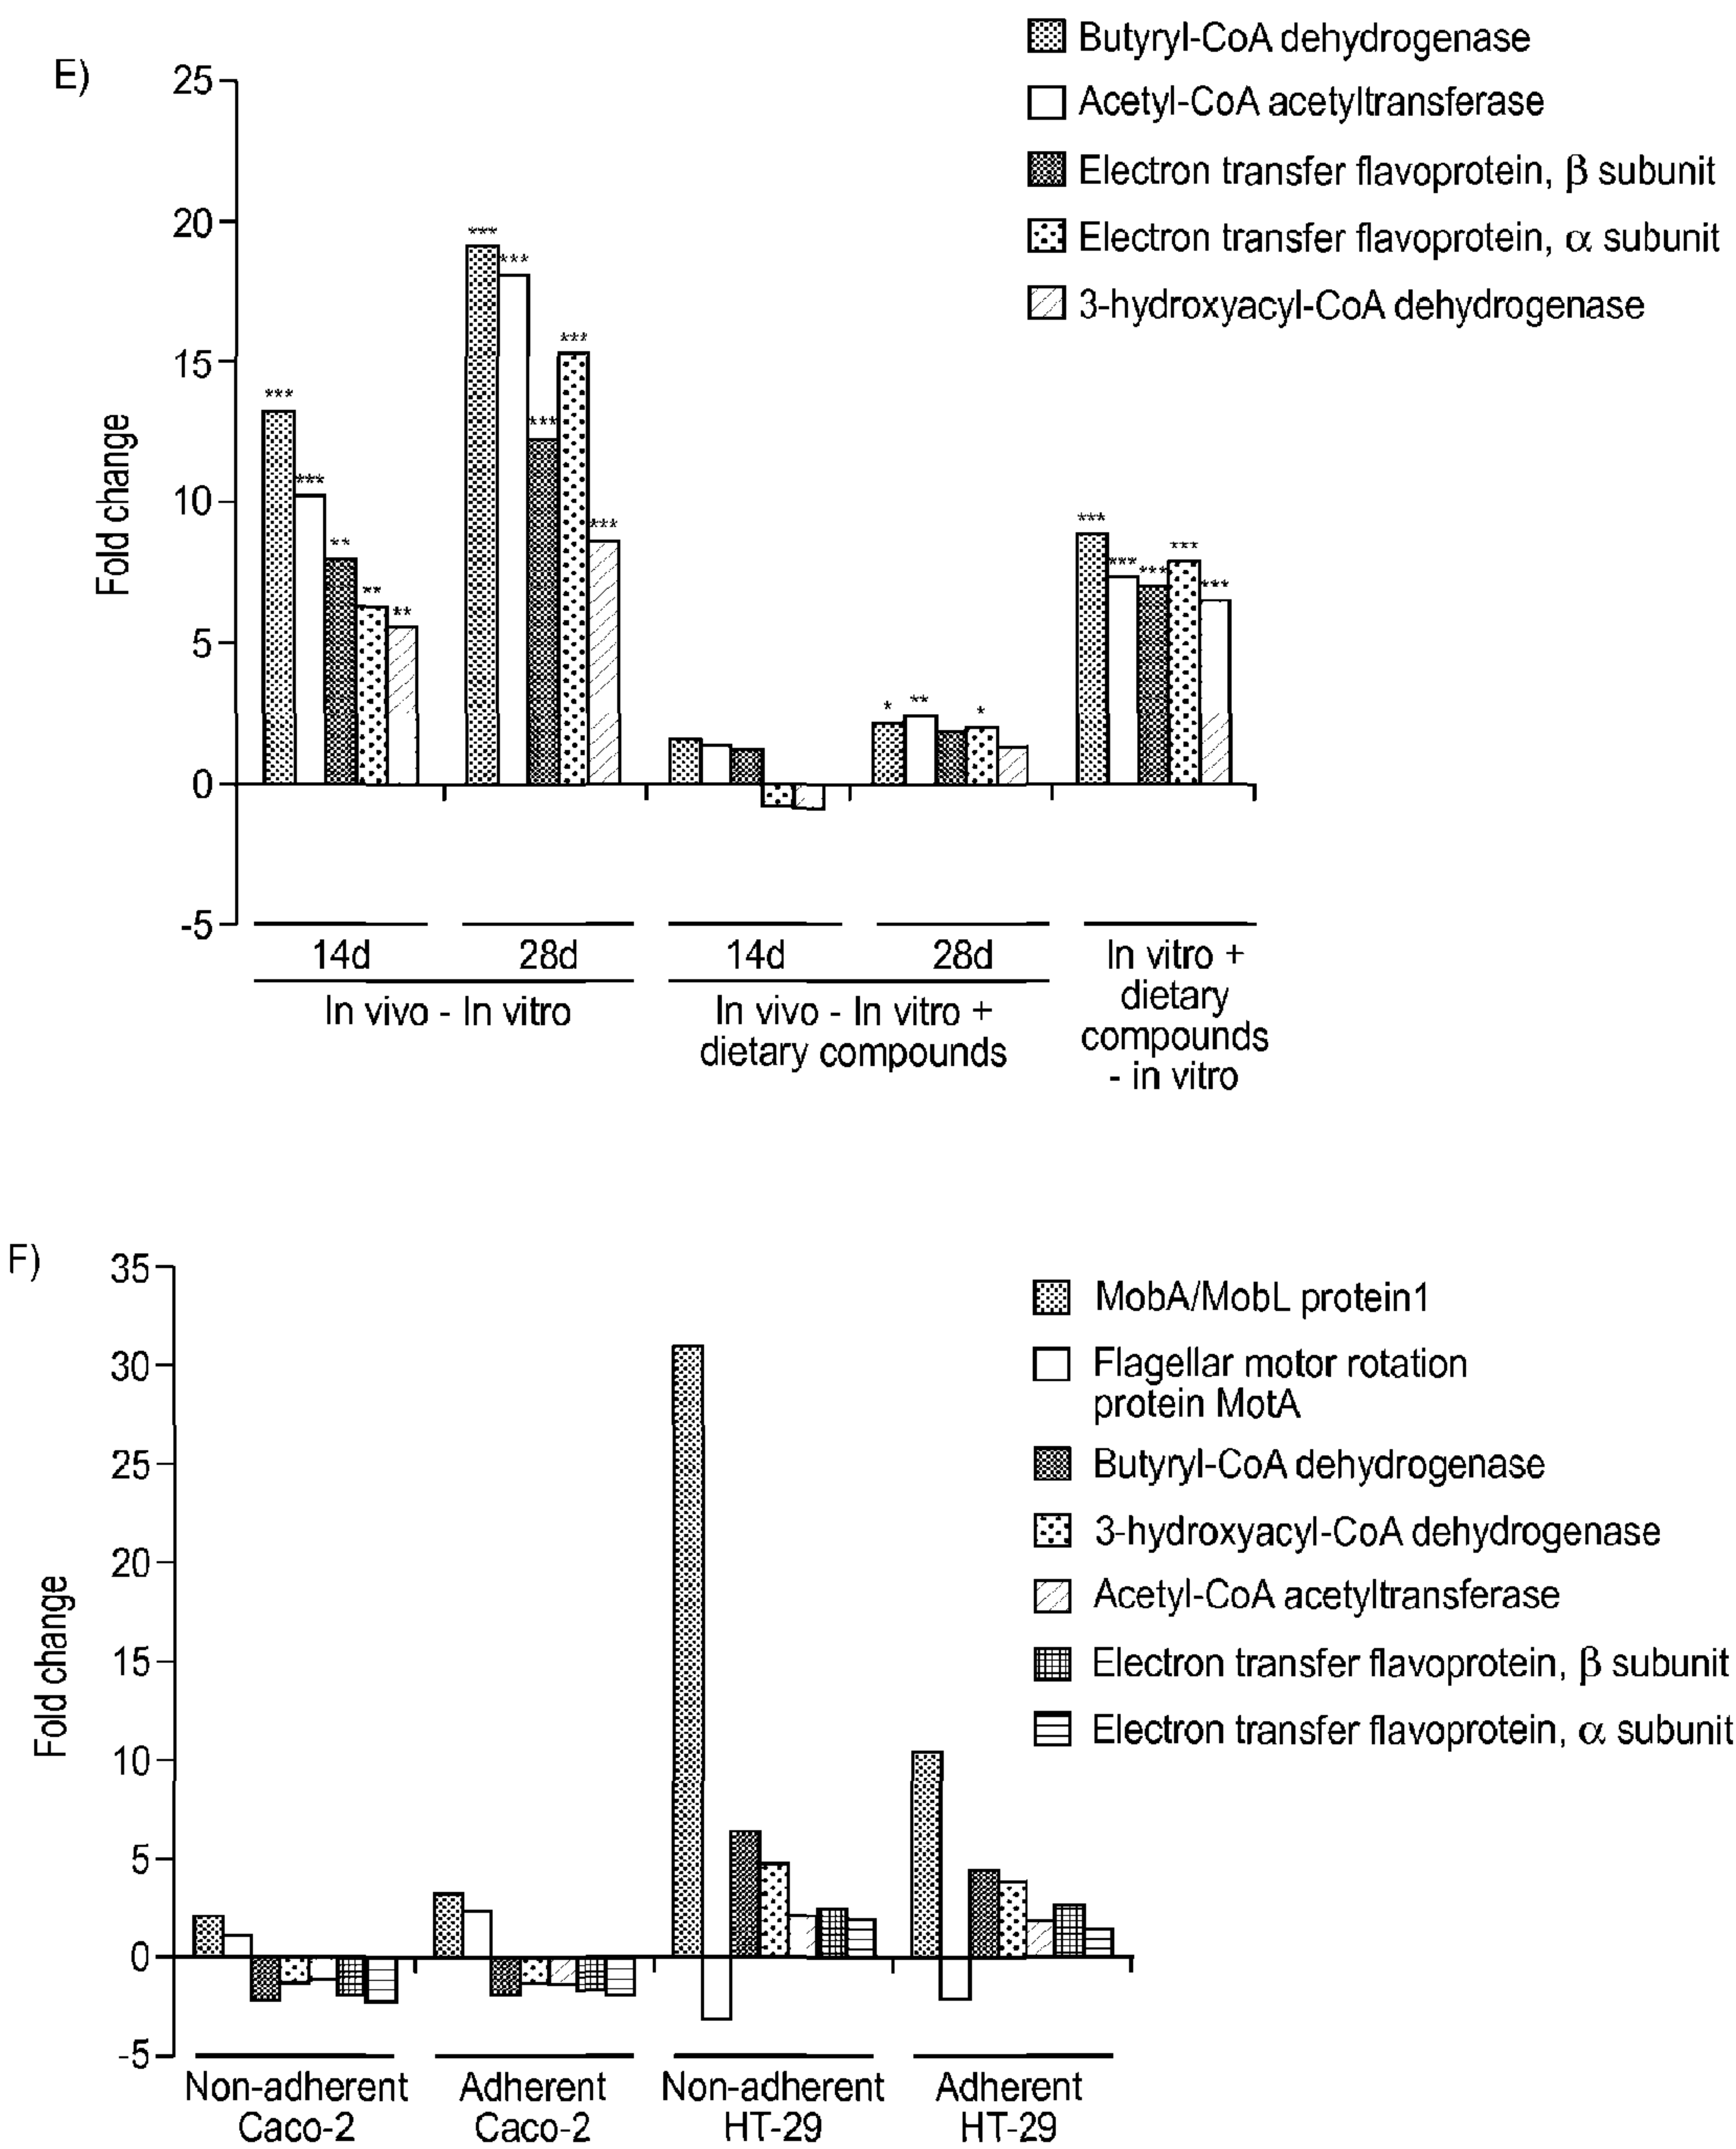 E)
Butyryl-CoA dehydrogenase
Acetyl-CoA acetyltransferase
Electron transfer flavoprotein, β subunit
Electron transfer flavoprotein, α subunit
3-hydroxyacyl-CoA dehydrogenase
Fold change
25
20
15
10
5
0
-5
***
***
**
**
**
***
***
***
***
***
*
**
*
***
***
***
***
***
14d
28d
14d
28d
In vivo - In vitro
In vivo - In vitro +
dietary compounds
In vitro +
dietary
compounds
- in vitro
F)
MobA/MobL protein1
Flagellar motor rotation
protein MotA
Butyryl-CoA dehydrogenase
3-hydroxyacyl-CoA dehydrogenase
Acetyl-CoA acetyltransferase
Electron transfer flavoprotein, β subunit
Electron transfer flavoprotein, α subunit
Fold change
35
30
25
20
15
10
5
0
-5
Non-adherent
Caco-2
Adherent
Caco-2
Non-adherent
HT-29
Adherent
HT-29